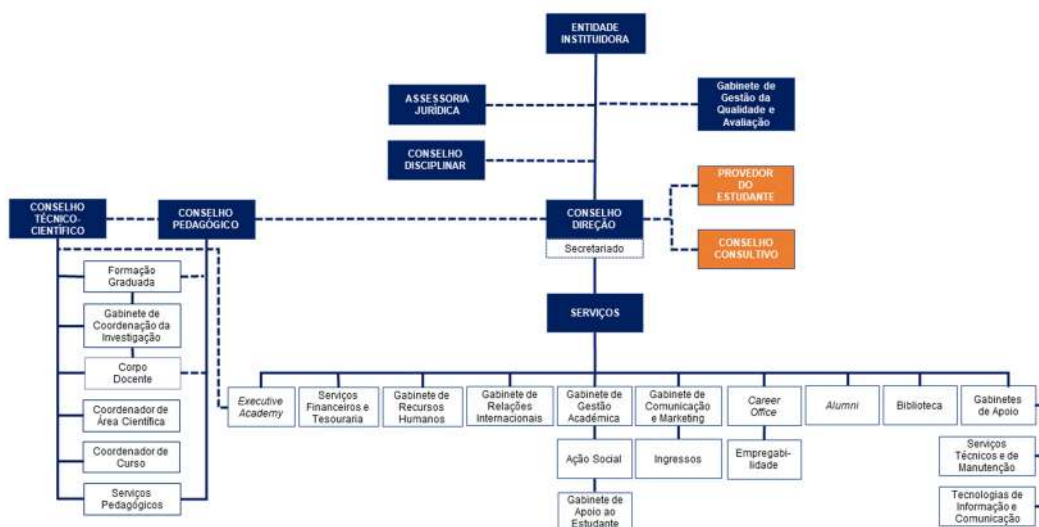 ENTIDADE
INSTITUIDORA
ASSESSORIA
JURÍDICA
Gabinete de
Gestão da
Qualidade e
Avaliação
CONSELHO
DISCIPLINAR
PROVEDOR
DO
ESTUDANTE
CONSELHO
TÉCNICO-
CIENTÍFICO
CONSELHO
PEDAGÓGICO
CONSELHO
DIREÇÃO
Secretariado
CONSELHO
CONSULTIVO
Formação
Graduada
Gabinete de
Coordenação da
Investigação
Corpo
Docente
Coordenador de
Área Científica
Coordenador de
Curso
Serviços
Pedagógicos
SERVIÇOS
Executive
Academy
Serviços
Financeiros e
Tesouraria
Gabinete de
Recursos
Humanos
Gabinete de
Relações
Internacionais
Gabinete de
Gestão
Académica
Gabinete de
Comunicação
e Marketing
Career
Office
Alumni
Biblioteca
Gabinetes
de Apoio
Ação Social
Ingressos
Empregabi-
lidade
Serviços
Técnicos e de
Manutenção
Gabinete
de Apoio ao
Estudante
Tecnologias de
Informação e
Comunicação